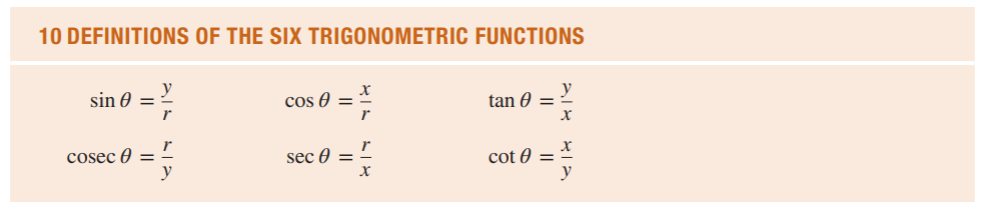 10 DEFINITIONS OF THE SIX TRIGONOMETRIC FUNCTIONS
sin θ = y/r cos θ = x/r tan θ = y/x
cosec θ = r/y sec θ = r/x cot θ = x/y